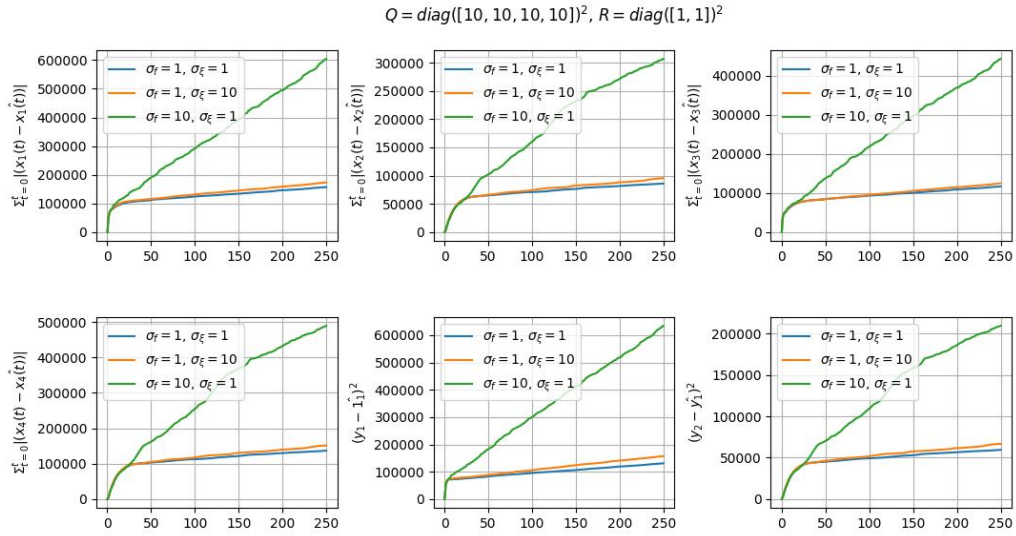 Q = diag([10, 10, 10, 10])², R = diag([1, 1])²
Σᵗₜ₌₀|(x₁(t) − x̂₁(t))|
600000
500000
400000
300000
200000
100000
0
σf = 1, σξ = 1
σf = 1, σξ = 10
σf = 10, σξ = 1
0 50 100 150 200 250
Σᵗₜ₌₀|(x₂(t) − x̂₂(t))|
300000
250000
200000
150000
100000
50000
0
σf = 1, σξ = 1
σf = 1, σξ = 10
σf = 10, σξ = 1
0 50 100 150 200 250
Σᵗₜ₌₀|(x₃(t) − x̂₃(t))|
400000
300000
200000
100000
0
σf = 1, σξ = 1
σf = 1, σξ = 10
σf = 10, σξ = 1
0 50 100 150 200 250
Σᵗₜ₌₀|(x₄(t) − x̂₄(t))|
500000
400000
300000
200000
100000
0
σf = 1, σξ = 1
σf = 1, σξ = 10
σf = 10, σξ = 1
0 50 100 150 200 250
(y₁ − 1̂₁)²
600000
500000
400000
300000
200000
100000
0
σf = 1, σξ = 1
σf = 1, σξ = 10
σf = 10, σξ = 1
0 50 100 150 200 250
(y₂ − ŷ₁)²
200000
150000
100000
50000
0
σf = 1, σξ = 1
σf = 1, σξ = 10
σf = 10, σξ = 1
0 50 100 150 200 250